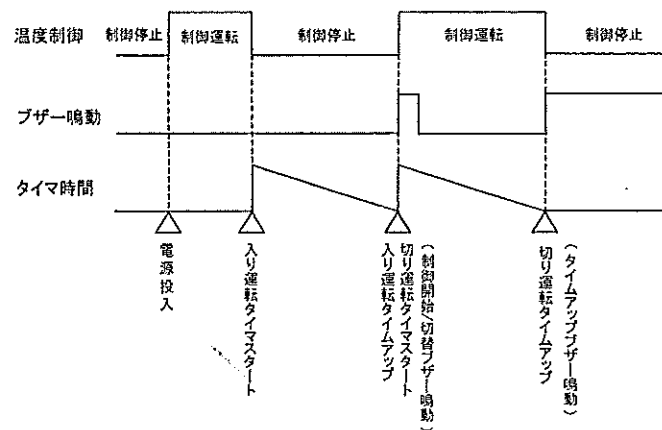 温度制御
制御停止
制御運転
制御停止
制御運転
制御停止
ブザー鳴動
タイマ時間
電源投入
入り運転タイマスタート
入り運転タイムアップ
切り運転タイマスタート
(制御開始/切替ブザー鳴動)
切り運転タイムアップ
(タイムアップブザー鳴動)